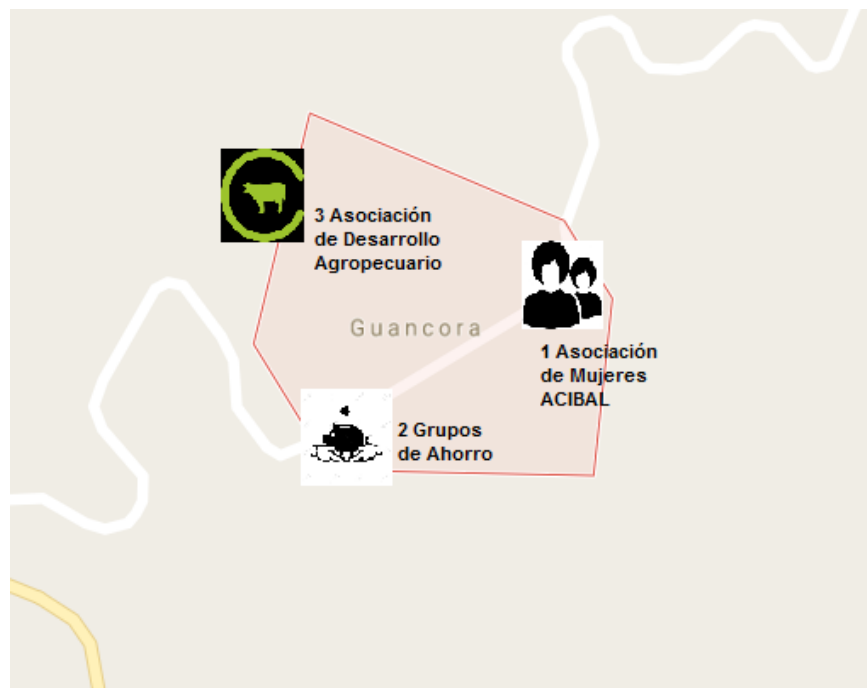 3 Asociación
de Desarrollo
Agropecuario
Guancora
1 Asociación
de Mujeres
ACIBAL
2 Grupos
de Ahorro